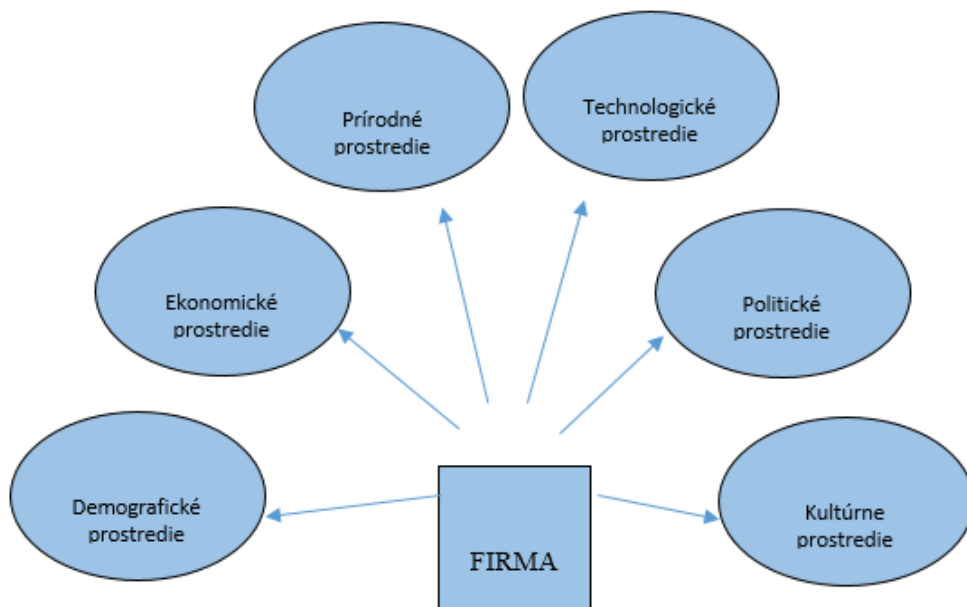 Prírodné
prostredie
Technologické
prostredie
Ekonomické
prostredie
Politické
prostredie
Demografické
prostredie
Kultúrne
prostredie
FIRMA